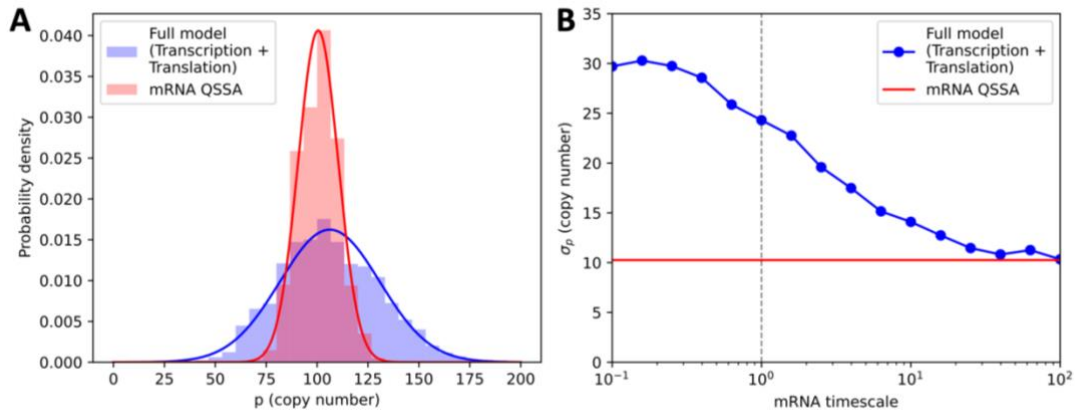 A
Full model
(Transcription +
Translation)
mRNA QSSA
Probability density
0.040
0.035
0.030
0.025
0.020
0.015
0.010
0.005
0.000
0 25 50 75 100 125 150 175 200
p (copy number)
B
Full model
(Transcription +
Translation)
mRNA QSSA
σp (copy number)
35
30
25
20
15
10
5
0
10⁻¹ 10⁰ 10¹ 10²
mRNA timescale